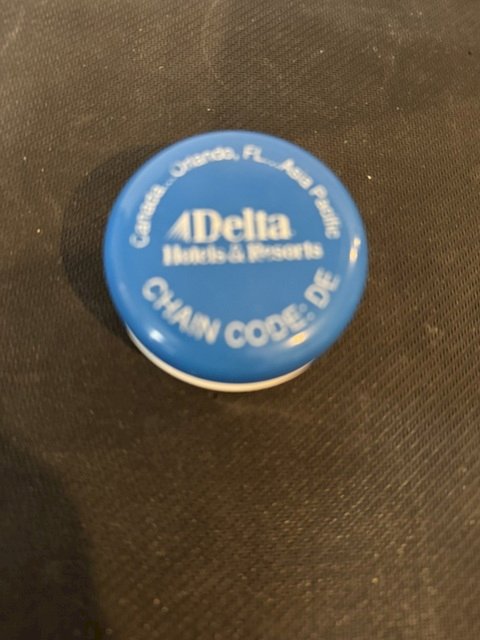 Canada...Orlando, FL...Asia Pacific
Delta
Hotels & Resorts
CHAIN CODE: DE